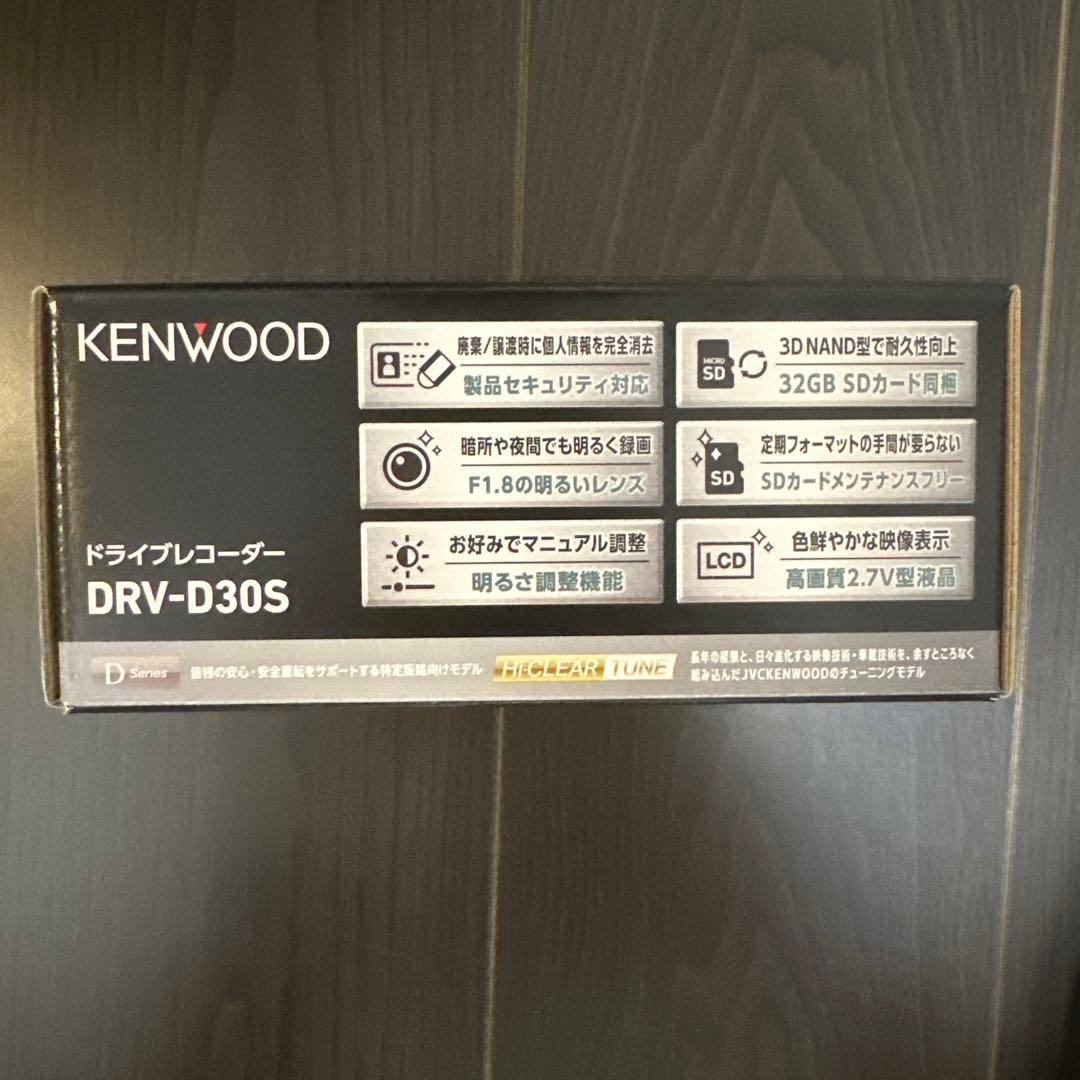 KENWOOD
ドライブレコーダー
DRV-D30S
廃棄/譲渡時に個人情報を完全消去
製品セキュリティ対応
暗所や夜間でも明るく録画
F1.8の明るいレンズ
お好みでマニュアル調整
明るさ調整機能
MICRO
SD
3D NAND型で耐久性向上
32GB SDカード同梱
SD
定期フォーマットの手間が要らない
SDカードメンテナンスフリー
LCD
色鮮やかな映像表示
高画質2.7V型液晶
D Series
皆様の安心・安全運転をサポートする特定販路向けモデル
Hi-CLEAR TUNE
長年の経験と、日々進化する映像技術・車載技術を、余すところなく
組み込んだJVCKENWOODのチューニングモデル